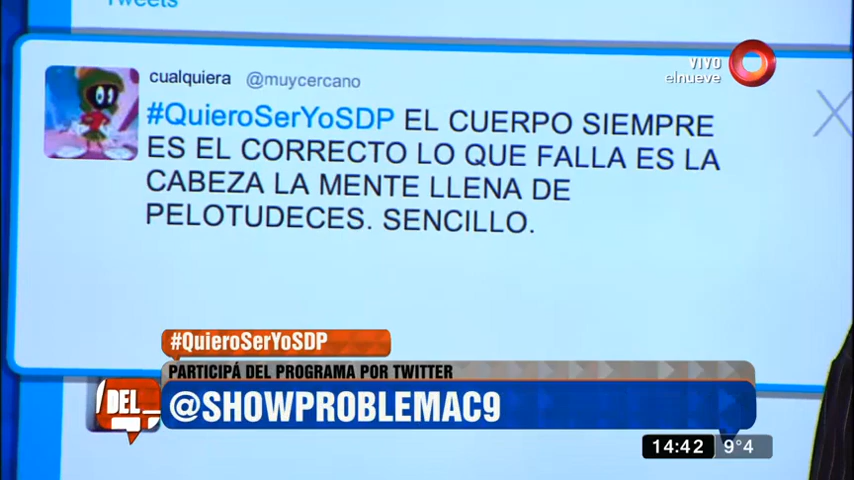 Tweets
VIVO
elnueve
cualquiera @muycercano
#QuieroSerYoSDP EL CUERPO SIEMPRE
ES EL CORRECTO LO QUE FALLA ES LA
CABEZA LA MENTE LLENA DE
PELOTUDECES. SENCILLO.
#QuieroSerYoSDP
PARTICIPÁ DEL PROGRAMA POR TWITTER
DEL_
@SHOWPROBLEMAC9
14:42 9°4